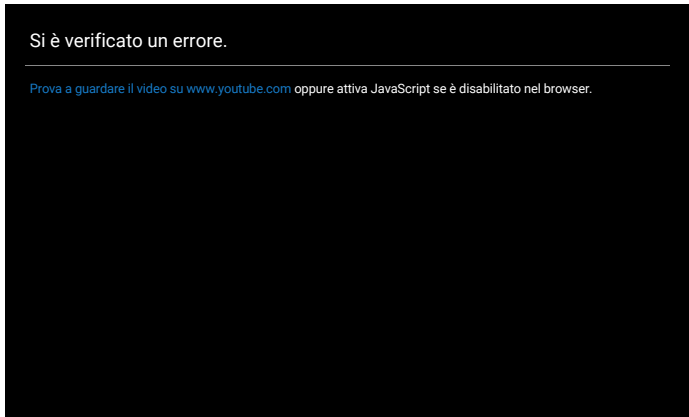 Si è verificato un errore.
Prova a guardare il video su www.youtube.com oppure attiva JavaScript se è disabilitato nel browser.